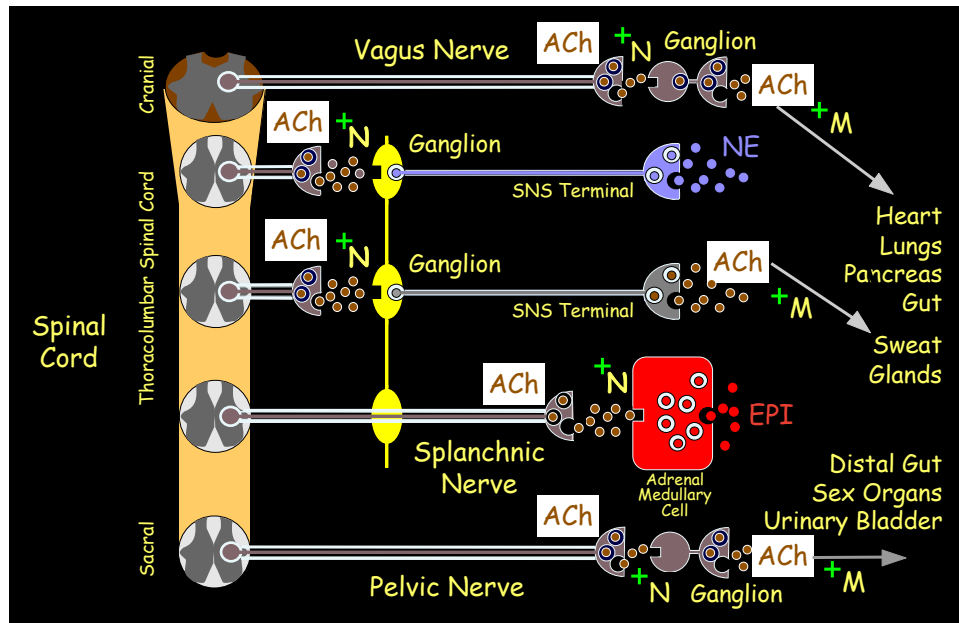 Cranial
Vagus Nerve
ACh
+
N
Ganglion
ACh
+
M
ACh
+
N
Ganglion
SNS Terminal
NE
Heart
Lungs
Pancreas
Gut
Thoracolumbar Spinal Cord
ACh
+
N
Ganglion
SNS Terminal
ACh
+
M
Sweat
Glands
Spinal
Cord
ACh
+
N
EPI
Splanchnic
Nerve
Adrenal
Medullary
Cell
Distal Gut
Sex Organs
Urinary Bladder
Sacral
Pelvic Nerve
ACh
+
N
Ganglion
ACh
+
M